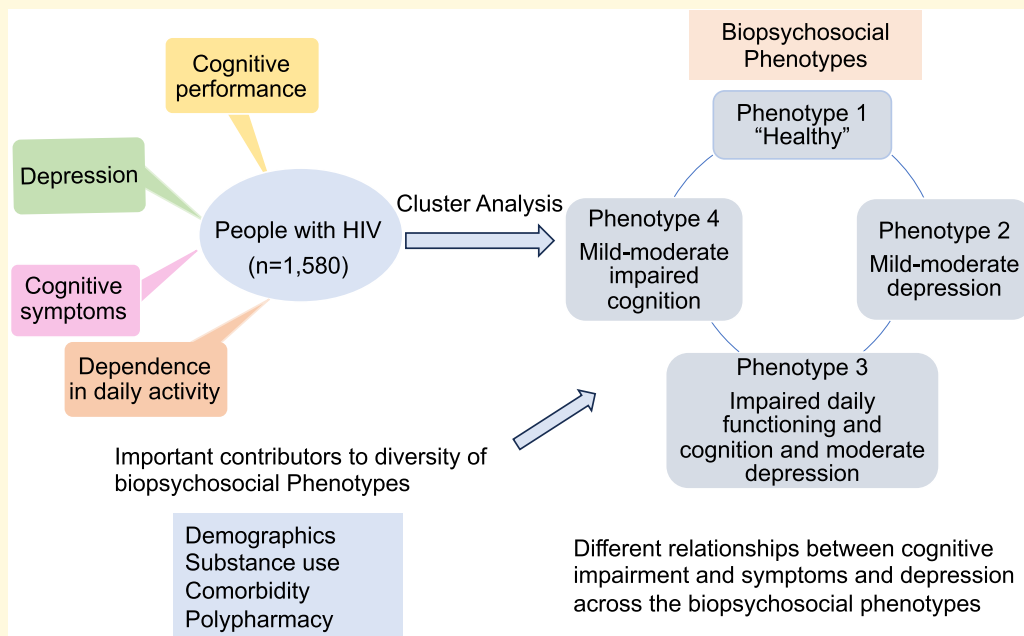 Cognitive
performance
Depression
Cognitive
symptoms
Dependence
in daily activity
People with HIV
(n=1,580)
Cluster Analysis
Biopsychosocial
Phenotypes
Phenotype 1
“Healthy”
Phenotype 2
Mild-moderate
depression
Phenotype 3
Impaired daily
functioning and
cognition and moderate
depression
Phenotype 4
Mild-moderate
impaired
cognition
Important contributors to diversity of
biopsychosocial Phenotypes
Demographics
Substance use
Comorbidity
Polypharmacy
Different relationships between cognitive
impairment and symptoms and depression
across the biopsychosocial phenotypes